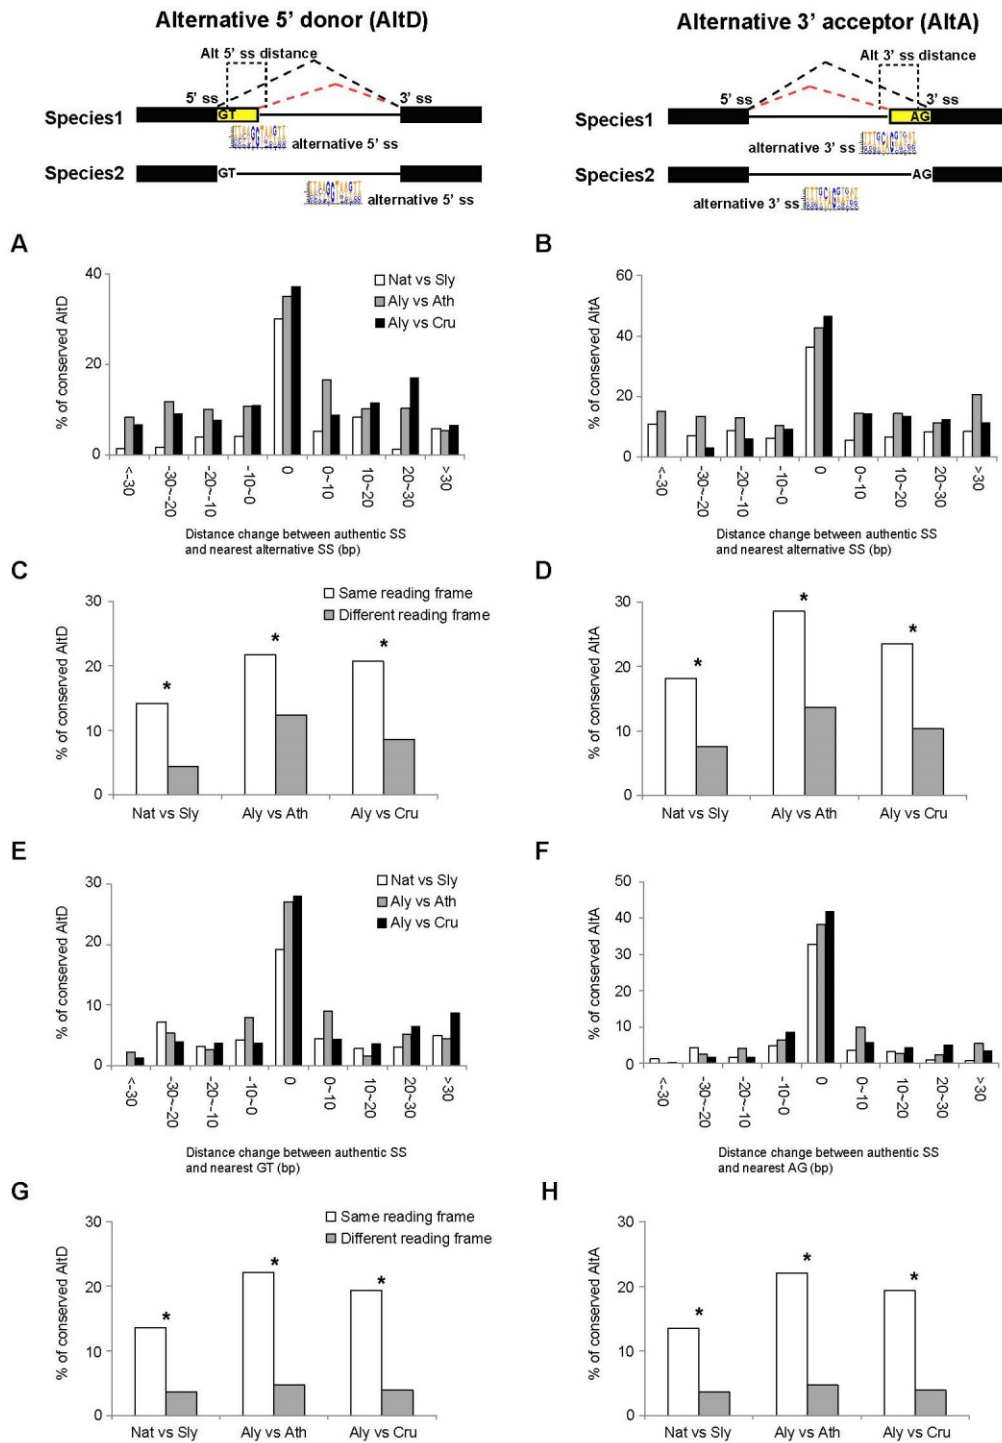 Alternative 5' donor (AltD)
Alternative 3' acceptor (AltA)
Alt 5' ss distance
5' ss
3' ss
Species1
GT
alternative 5' ss
Species2
GT
alternative 5' ss
Alt 3' ss distance
5' ss
3' ss
Species1
AG
alternative 3' ss
Species2
AG
alternative 3' ss
A
% of conserved AltD
40
20
0
Nat vs Sly
Aly vs Ath
Aly vs Cru
<-30
-30~-20
-20~-10
-10~0
0
0~10
10~20
20~30
>30
Distance change between authentic SS
and nearest alternative SS (bp)
B
% of conserved AltA
60
40
20
0
<-30
-30~-20
-20~-10
-10~0
0
0~10
10~20
20~30
>30
Distance change between authentic SS
and nearest alternative SS (bp)
C
% of conserved AltD
30
20
10
0
Same reading frame
Different reading frame
*
*
*
Nat vs Sly
Aly vs Ath
Aly vs Cru
D
% of conserved AltA
30
20
10
0
*
*
*
Nat vs Sly
Aly vs Ath
Aly vs Cru
E
% of conserved AltD
30
20
10
0
Nat vs Sly
Aly vs Ath
Aly vs Cru
<-30
-30~-20
-20~-10
-10~0
0
0~10
10~20
20~30
>30
Distance change between authentic SS
and nearest GT (bp)
F
% of conserved AltA
50
40
30
20
10
0
<-30
-30~-20
-20~-10
-10~0
0
0~10
10~20
20~30
>30
Distance change between authentic SS
and nearest AG (bp)
G
% of conserved AltD
30
20
10
0
Same reading frame
Different reading frame
*
*
*
Nat vs Sly
Aly vs Ath
Aly vs Cru
H
% of conserved AltA
30
20
10
0
*
*
*
Nat vs Sly
Aly vs Ath
Aly vs Cru